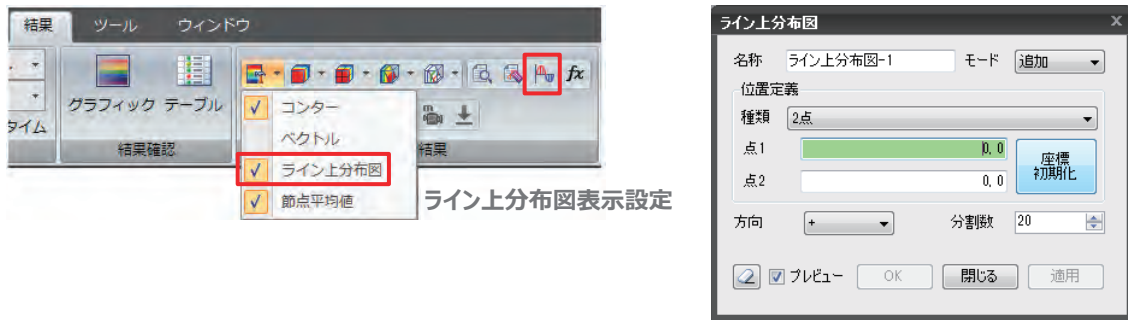 結果 ツール ウィンドウ
グラフィック テーブル
fx
タイム
結果確認
結果
コンター
ベクトル
ライン上分布図
節点平均値
ライン上分布図表示設定
ライン上分布図 x
名称 ライン上分布図-1 モード 追加
位置定義
種類 2点
点1 0, 0
座標
初期化
点2 0, 0
方向 + 分割数 20
プレビュー OK 閉じる 適用